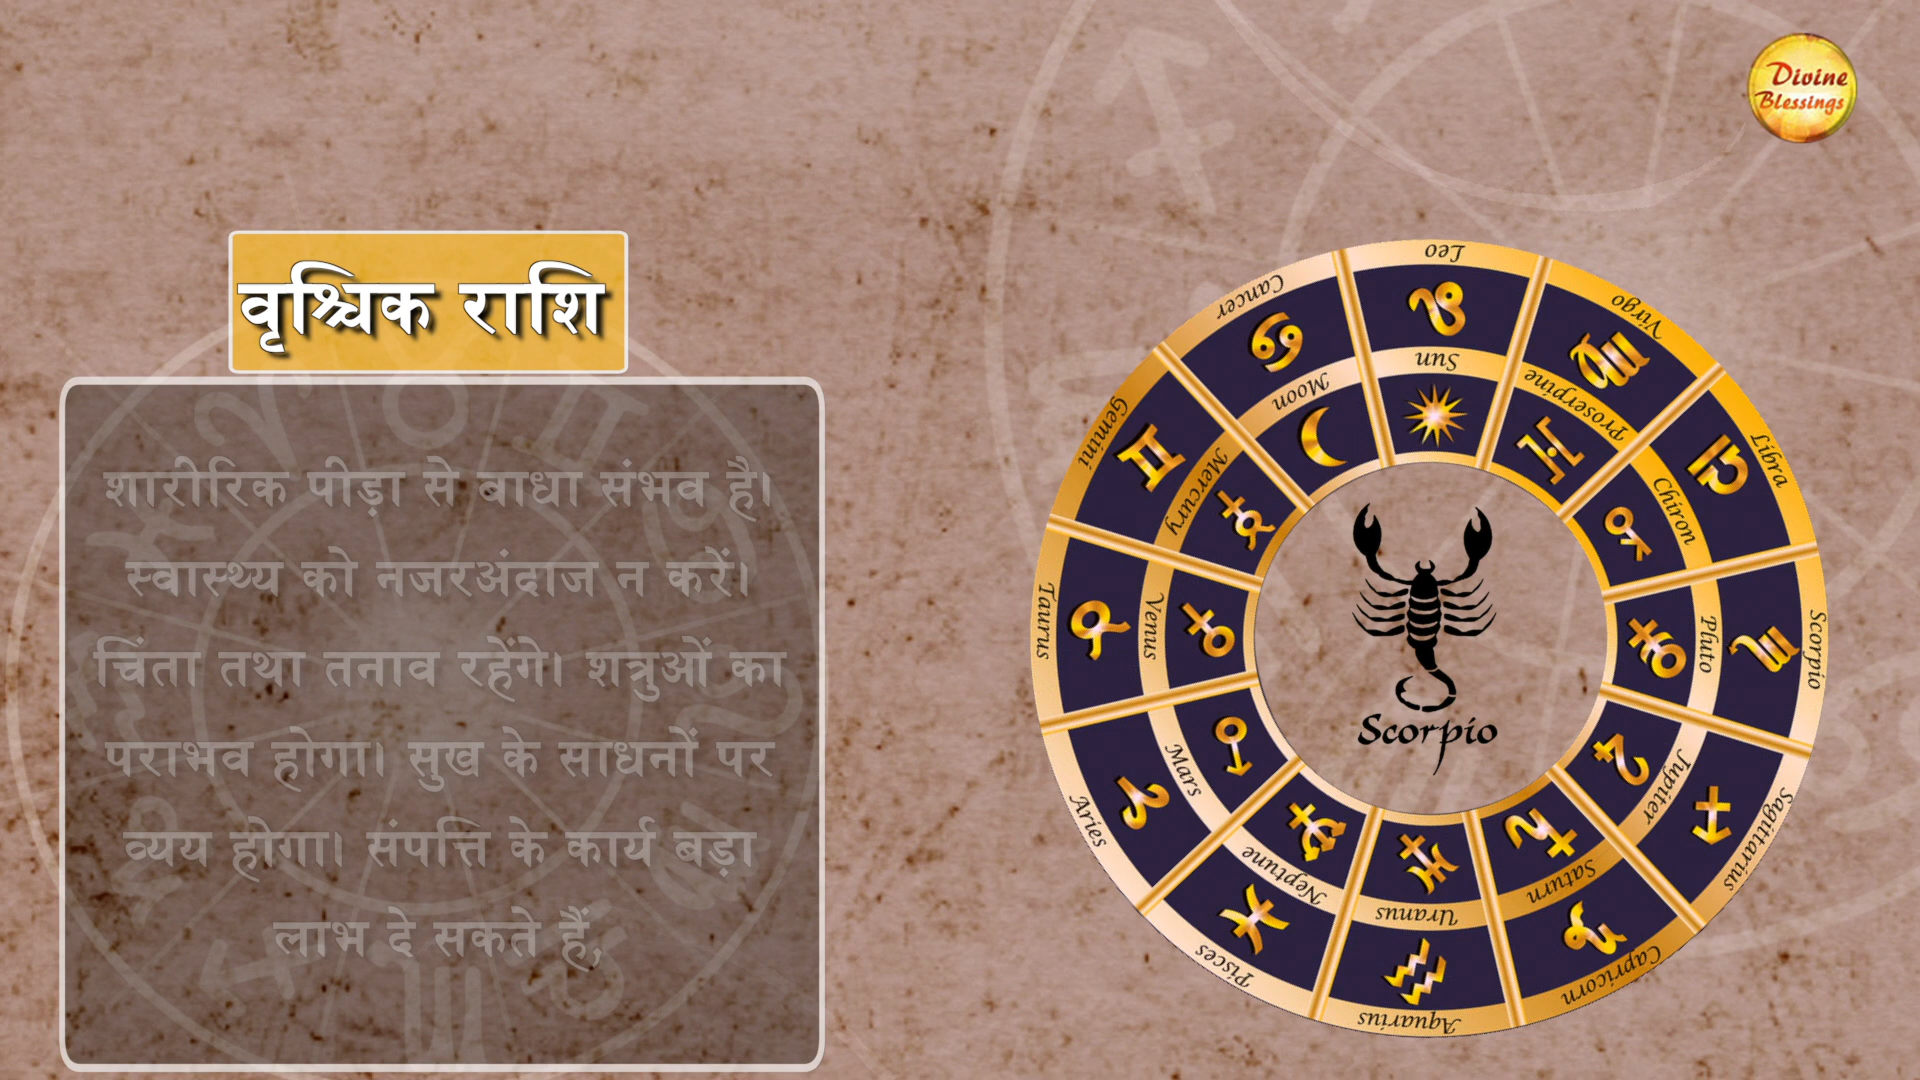 Divine
Blessings
वृश्चिक राशि
शारीरिक पीड़ा से बाधा संभव है।
स्वास्थ्य को नजरअंदाज न करें।
चिंता तथा तनाव रहेंगे। शत्रुओं का
पराभव होगा। सुख के साधनों पर
व्यय होगा। संपत्ति के कार्य बड़ा
लाभ दे सकते हैं,
Leo
Virgo
Libra
Scorpio
Sagittarius
Capricorn
Aquarius
Pisces
Aries
Taurus
Gemini
Cancer
Sun
Proserpine
Chiron
Pluto
Jupiter
Saturn
Uranus
Neptune
Mars
Venus
Mercury
Moon
Scorpio